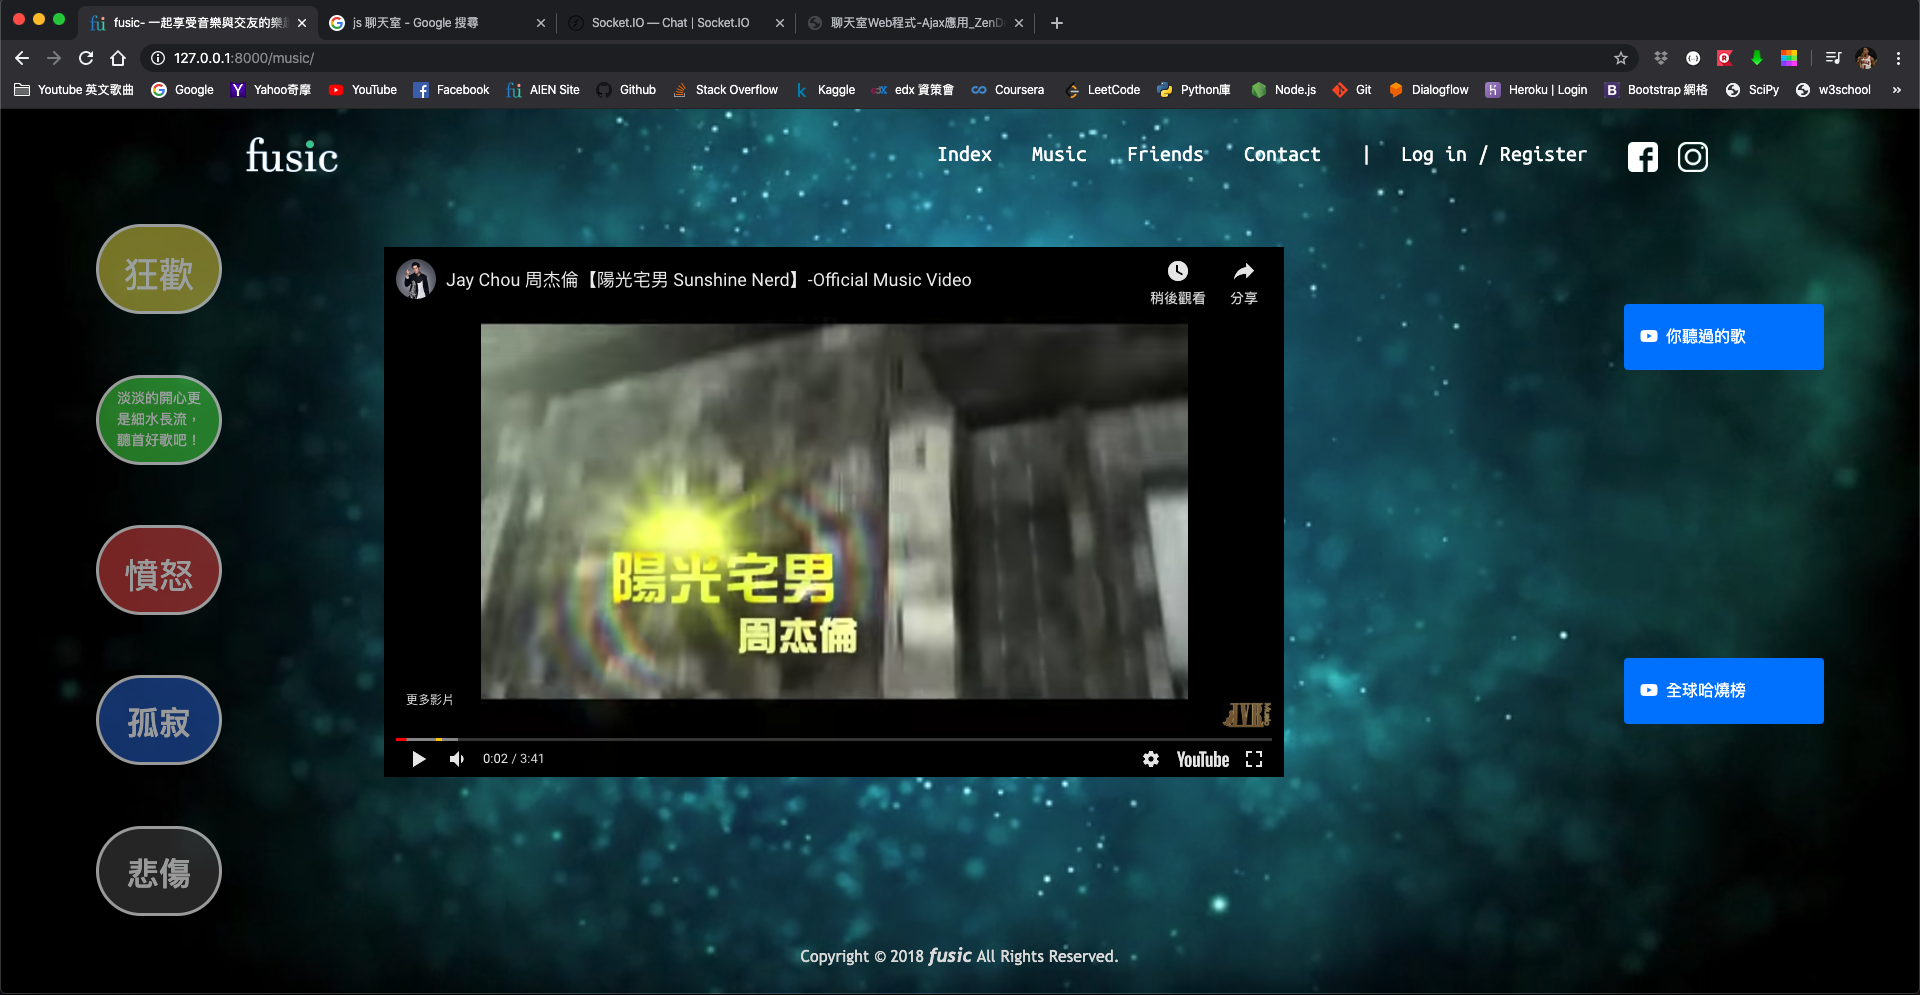 fusic- 一起享受音樂與交友的樂
js 聊天室 - Google 搜尋
Socket.IO — Chat | Socket.IO
聊天室Web程式-Ajax應用_ZenD
127.0.0.1:8000/music/
Youtube 英文歌曲
Google
Yahoo奇摩
YouTube
Facebook
AIEN Site
Github
Stack Overflow
Kaggle
edx 資策會
Coursera
LeetCode
Python庫
Node.js
Git
Dialogflow
Heroku | Login
Bootstrap 網格
SciPy
w3school
»
fusic
Index
Music
Friends
Contact
|
Log in / Register
狂歡
淡淡的開心更
是細水長流，
聽首好歌吧！
憤怒
孤寂
悲傷
Jay Chou 周杰倫【陽光宅男 Sunshine Nerd】-Official Music Video
稍後觀看
分享
陽光宅男
周杰倫
更多影片
JVR
0:02 / 3:41
YouTube
你聽過的歌
全球哈燒榜
Copyright © 2018 fusic All Rights Reserved.